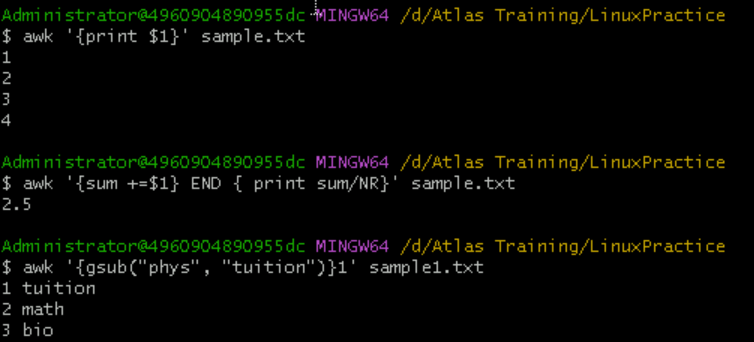 Administrator@4960904890955dc MINGW64 /d/Atlas Training/LinuxPractice
$ awk '{print $1}' sample.txt
1
2
3
4
Administrator@4960904890955dc MINGW64 /d/Atlas Training/LinuxPractice
$ awk '{sum +=$1} END { print sum/NR}' sample.txt
2.5
Administrator@4960904890955dc MINGW64 /d/Atlas Training/LinuxPractice
$ awk '{gsub("phys", "tuition")}1' sample1.txt
1 tuition
2 math
3 bio